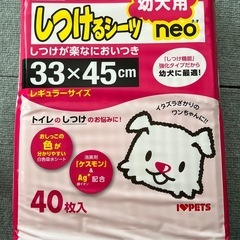 幼犬用
しつけるシーツ neo
しつけが楽なにおいつき
33×45cm
レギュラーサイズ
「しつけ機能」
強化タイプだから
幼犬に最適!
イタズラざかりの
ワンちゃんに!!
トイレのしつけのお悩みに!
おしっこの
色が
分かりやすい
白色吸水シート
消臭剤
「ケスモン」&
Ag+配合
40枚入
I♥PETS